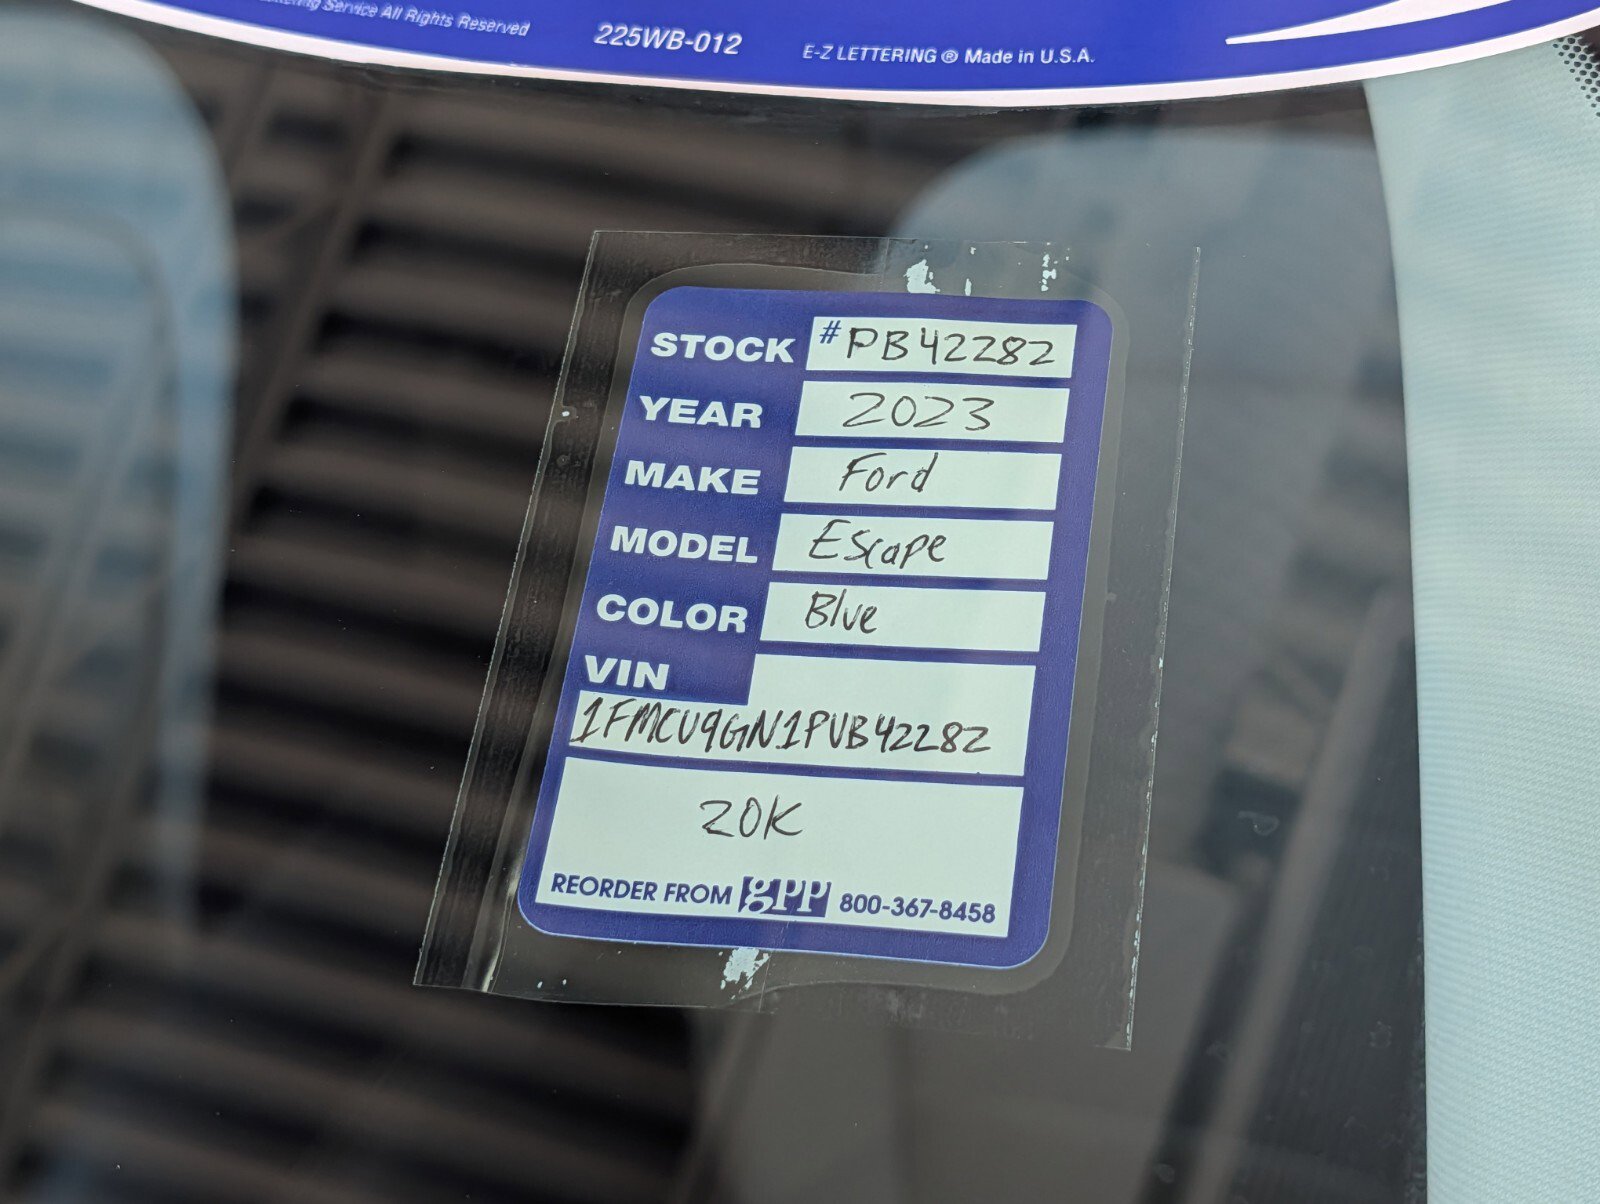 ering Service All Rights Reserved
225WB-012
E-Z LETTERING ® Made in U.S.A.
STOCK #PB42282
YEAR 2023
MAKE Ford
MODEL Escape
COLOR Blue
VIN
1FMCU9GN1PUB42282
20K
REORDER FROM gPP 800-367-8458